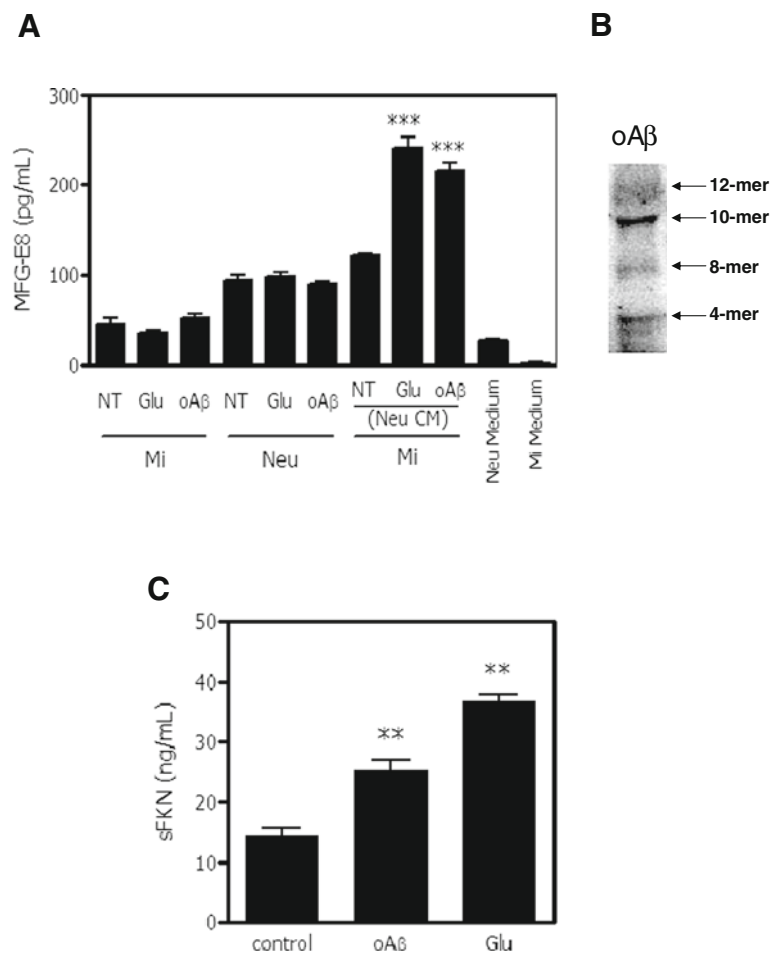 A
B
300
200
100
0
MFG-E8 (pg/mL)
***
***
NT Glu oAβ NT Glu oAβ NT Glu oAβ
(Neu CM)
Mi Neu Mi
Neu Medium
Mi Medium
oAβ
12-mer
10-mer
8-mer
4-mer
C
50
40
30
20
10
0
sFKN (ng/mL)
**
**
control oAβ Glu